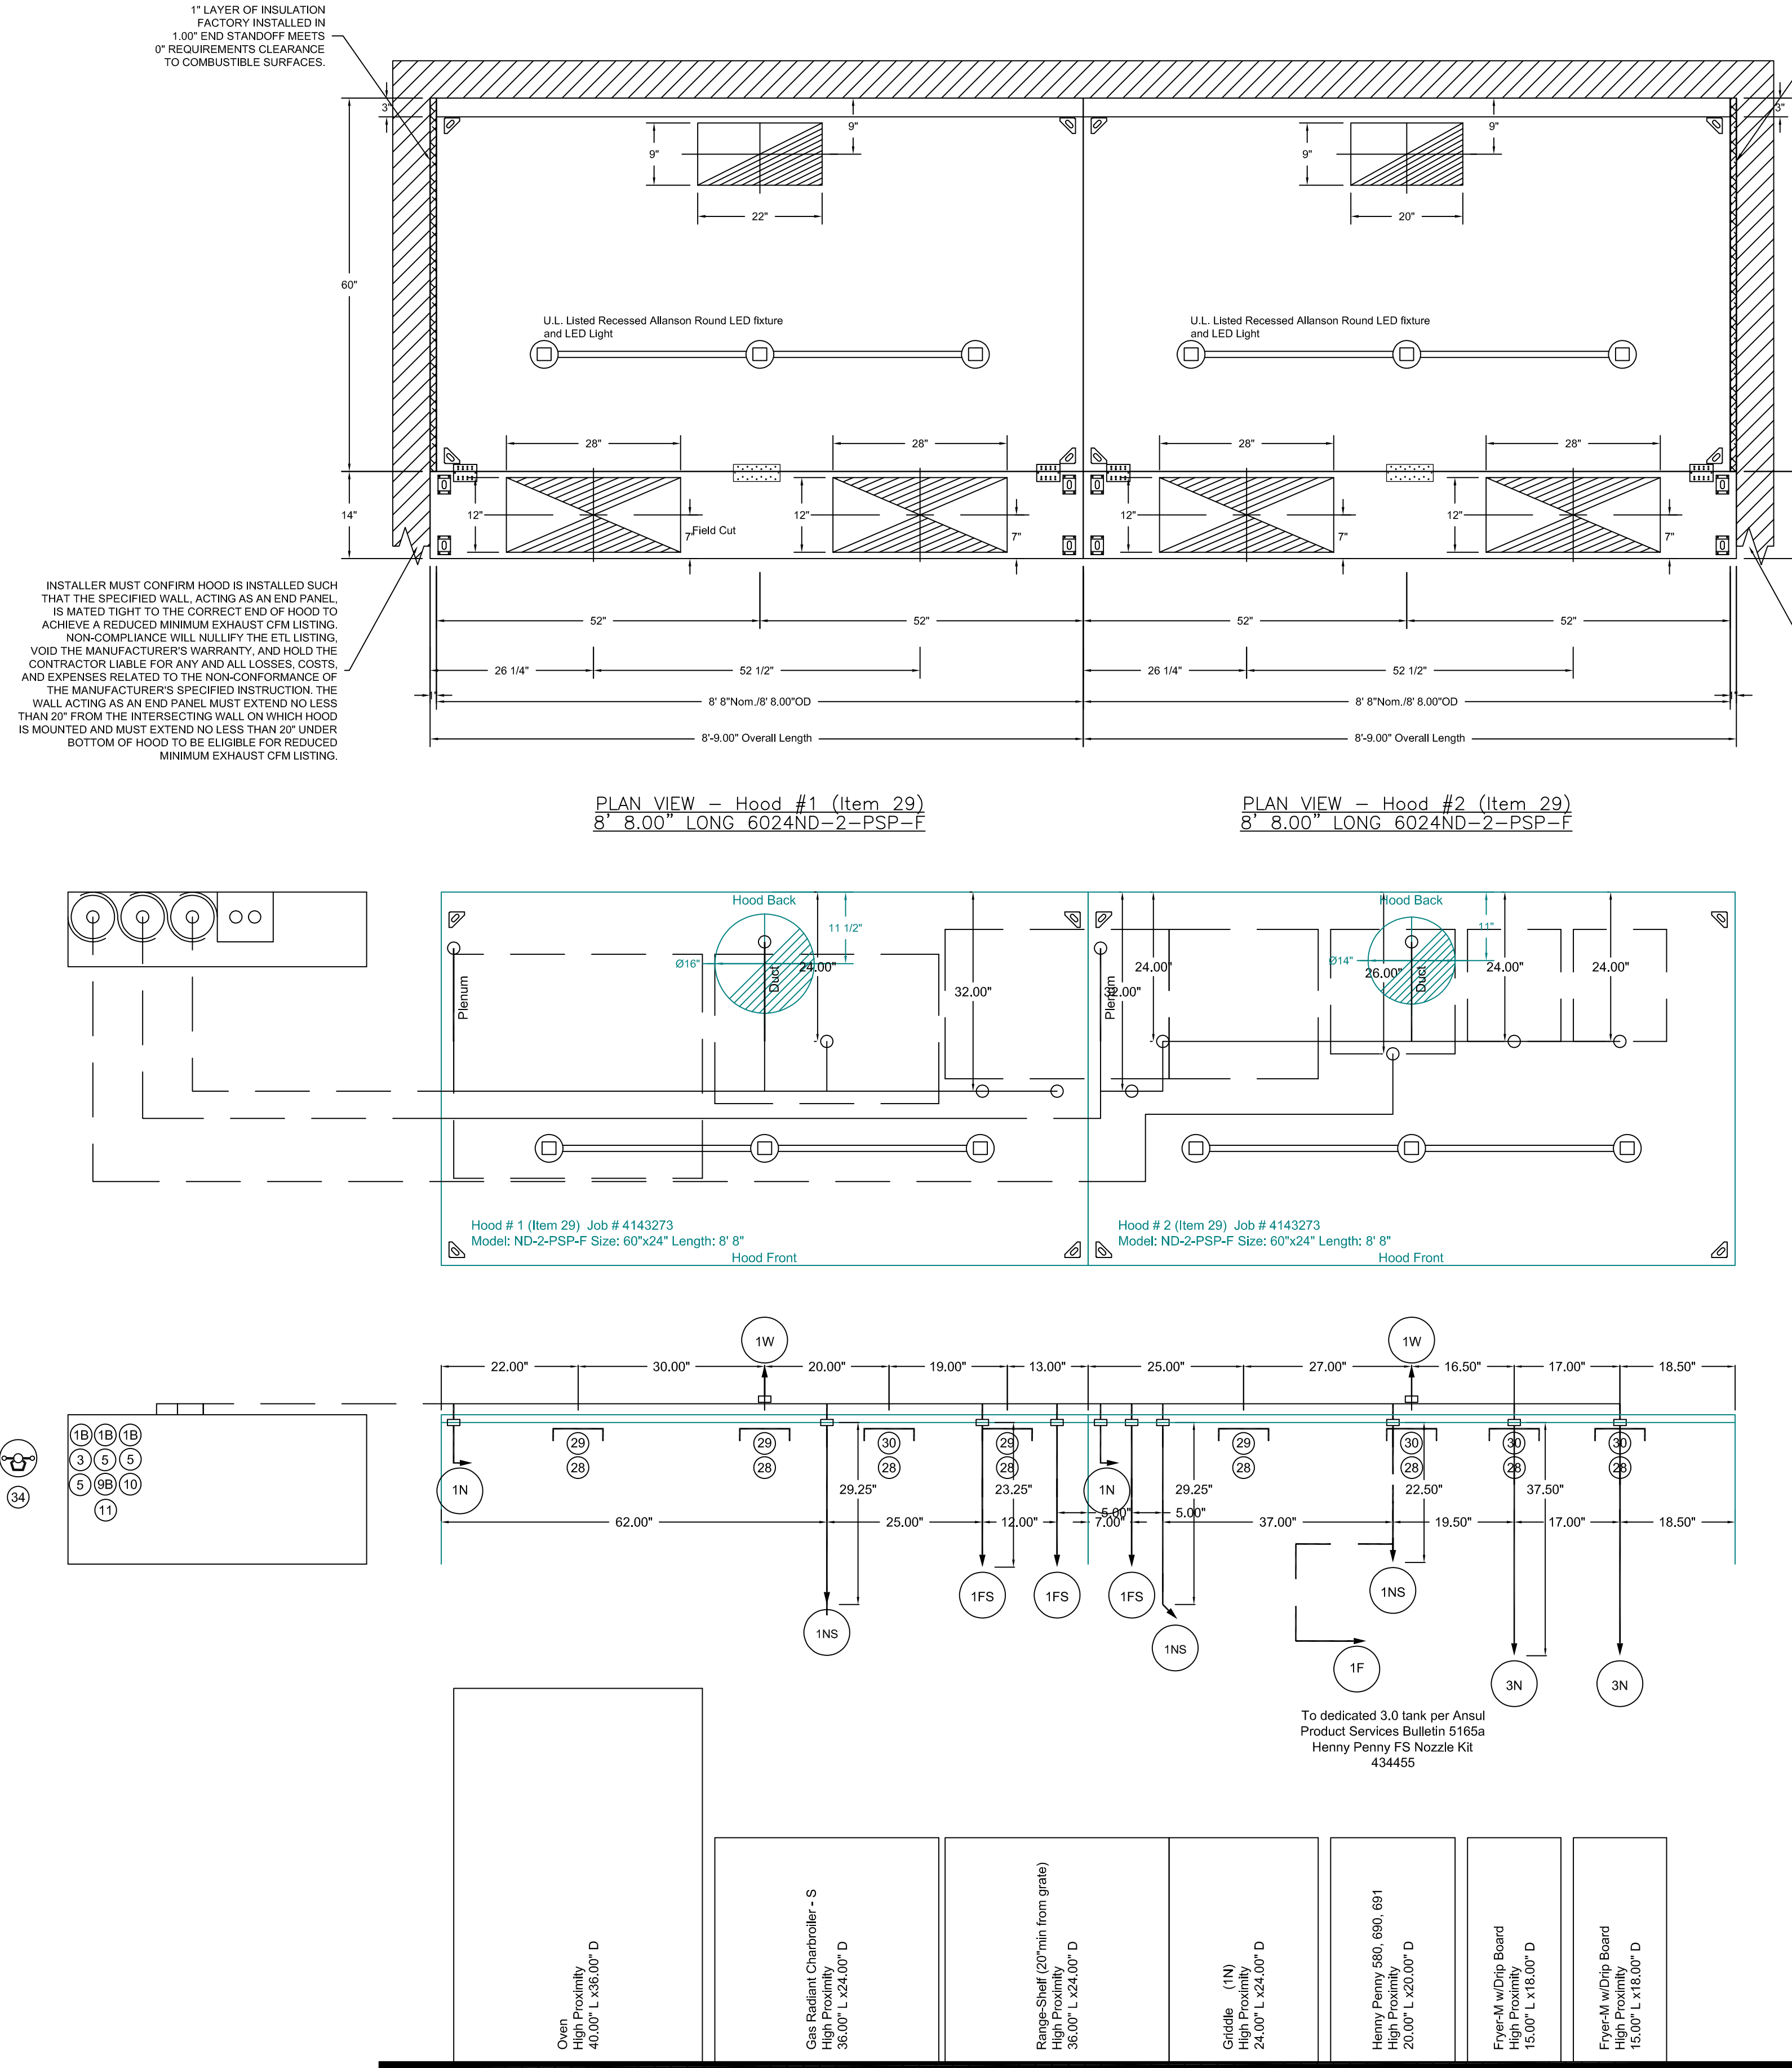 1" LAYER OF INSULATION
FACTORY INSTALLED IN
1.00" END STANDOFF MEETS
0" REQUIREMENTS CLEARANCE
TO COMBUSTIBLE SURFACES.
3"
3"
9"
9"
9"
9"
22"
20"
60"
U.L. Listed Recessed Allanson Round LED fixture
and LED Light
U.L. Listed Recessed Allanson Round LED fixture
and LED Light
28"
28"
28"
28"
14"
12"
12"
12"
12"
Field Cut
7"
7"
7"
7"
INSTALLER MUST CONFIRM HOOD IS INSTALLED SUCH
THAT THE SPECIFIED WALL, ACTING AS AN END PANEL,
IS MATED TIGHT TO THE CORRECT END OF HOOD TO
ACHIEVE A REDUCED MINIMUM EXHAUST CFM LISTING.
NON-COMPLIANCE WILL NULLIFY THE ETL LISTING,
VOID THE MANUFACTURER'S WARRANTY, AND HOLD THE
CONTRACTOR LIABLE FOR ANY AND ALL LOSSES, COSTS,
AND EXPENSES RELATED TO THE NON-CONFORMANCE OF
THE MANUFACTURER'S SPECIFIED INSTRUCTION. THE
WALL ACTING AS AN END PANEL MUST EXTEND NO LESS
THAN 20" FROM THE INTERSECTING WALL ON WHICH HOOD
IS MOUNTED AND MUST EXTEND NO LESS THAN 20" UNDER
BOTTOM OF HOOD TO BE ELIGIBLE FOR REDUCED
MINIMUM EXHAUST CFM LISTING.
52"
52"
52"
52"
26 1/4"
52 1/2"
26 1/4"
52 1/2"
8' 8"Nom./8' 8.00"OD
8' 8"Nom./8' 8.00"OD
8'-9.00" Overall Length
8'-9.00" Overall Length
PLAN VIEW – Hood #1 (Item 29)
8' 8.00" LONG 6024ND–2–PSP–F
PLAN VIEW – Hood #2 (Item 29)
8' 8.00" LONG 6024ND–2–PSP–F
Hood Back
11 1/2"
Ø16"
24.00"
Duct
Plenum
32.00"
Hood Back
11"
Ø14"
32.00"
Plenum
24.00"
26.00"
Duct
24.00"
24.00"
Hood # 1 (Item 29) Job # 4143273
Model: ND-2-PSP-F Size: 60"x24" Length: 8' 8"
Hood Front
Hood # 2 (Item 29) Job # 4143273
Model: ND-2-PSP-F Size: 60"x24" Length: 8' 8"
Hood Front
1W
1W
22.00"
30.00"
20.00"
19.00"
13.00"
25.00"
27.00"
16.50"
17.00"
18.50"
1B 1B 1B
3 5 5
5 9B 10
11
34
29
28
29
28
30
28
29
28
29
28
30
28
30
28
30
28
1N
1N
29.25"
23.25"
29.25"
22.50"
37.50"
62.00"
25.00"
12.00"
5.00"
7.00"
5.00"
37.00"
19.50"
17.00"
18.50"
1NS
1FS
1FS
1FS
1NS
1NS
1F
3N
3N
To dedicated 3.0 tank per Ansul
Product Services Bulletin 5165a
Henny Penny FS Nozzle Kit
434455
Oven
High Proximity
40.00" L x36.00" D
Gas Radiant Charbroiler - S
High Proximity
36.00" L x24.00" D
Range-Shelf (20"min from grate)
High Proximity
36.00" L x24.00" D
Griddle (1N)
High Proximity
24.00" L x24.00" D
Henny Penny 580, 690, 691
High Proximity
20.00" L x20.00" D
Fryer-M w/Drip Board
High Proximity
15.00" L x18.00" D
Fryer-M w/Drip Board
High Proximity
15.00" L x18.00" D